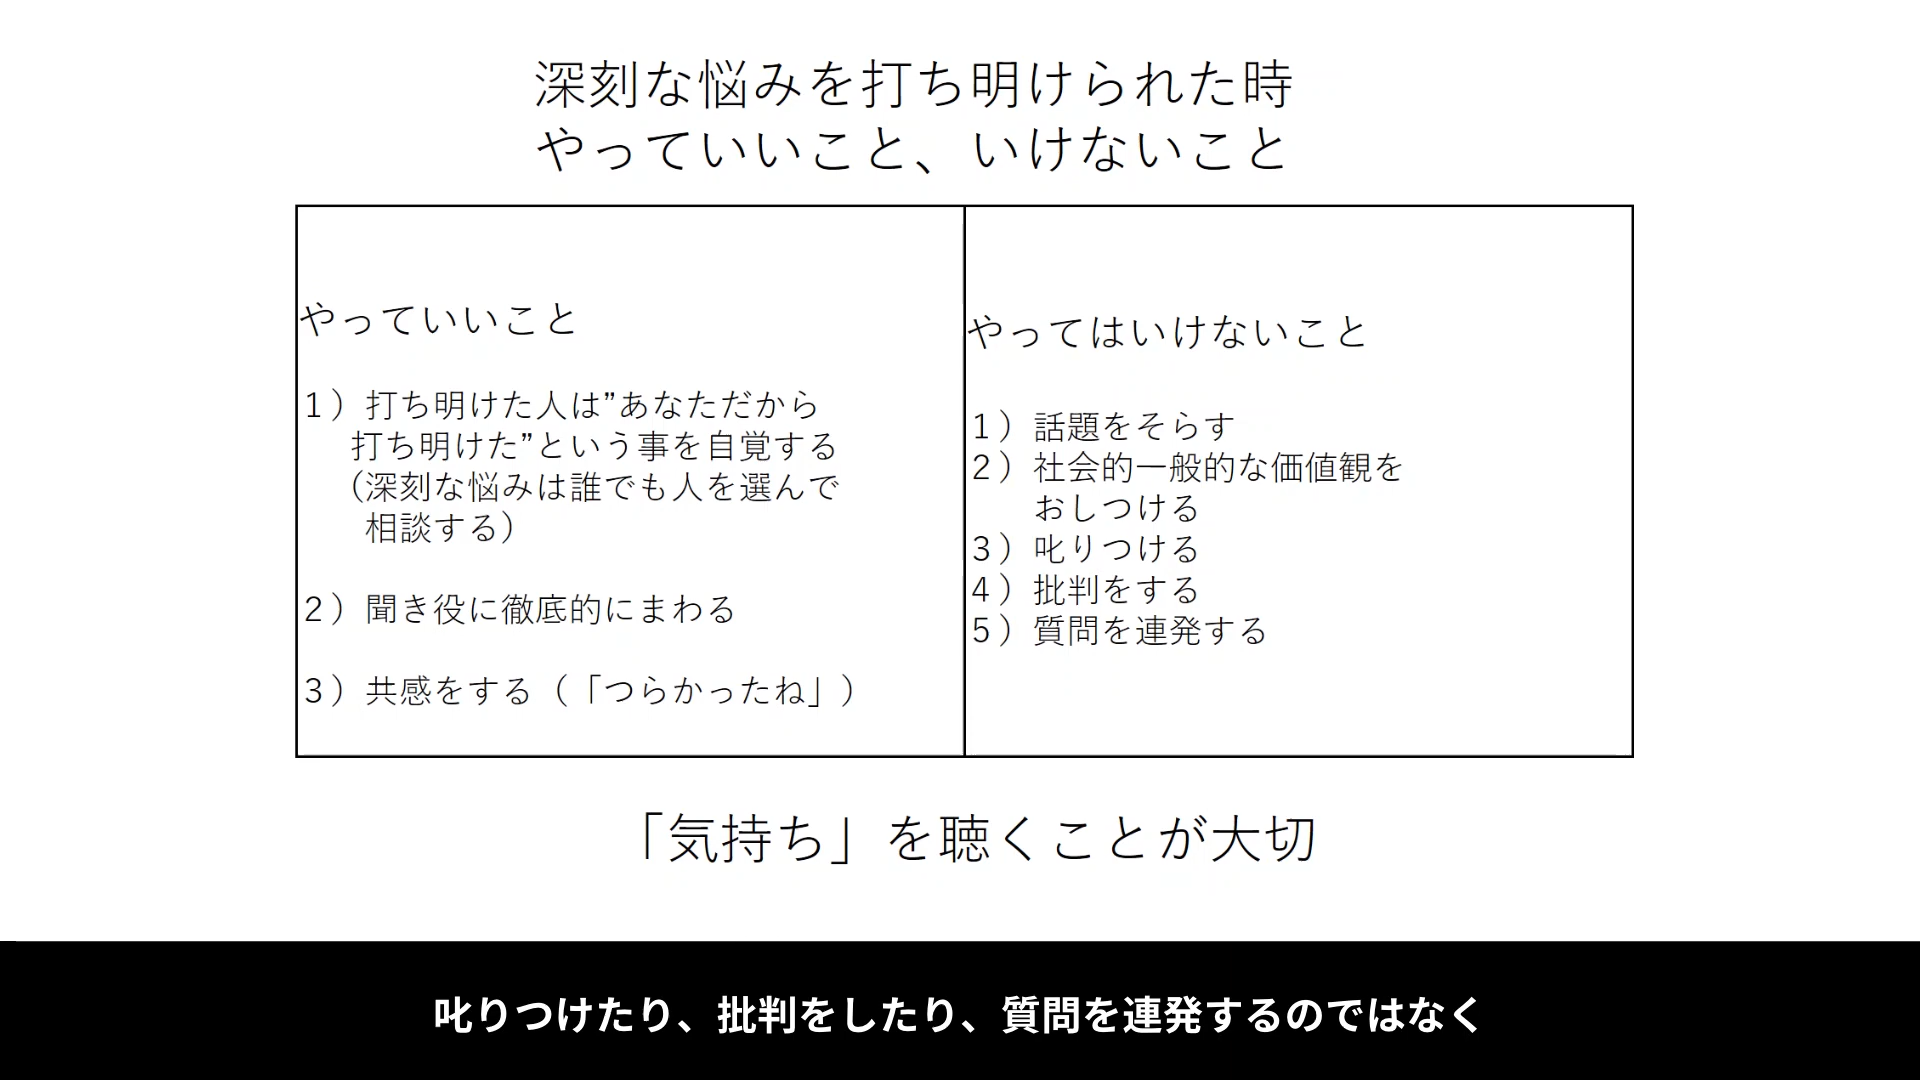 深刻な悩みを打ち明けられた時
やっていいこと、いけないこと
やっていいこと
１）打ち明けた人は”あなただから
打ち明けた”という事を自覚する
（深刻な悩みは誰でも人を選んで
相談する）
２）聞き役に徹底的にまわる
３）共感をする（「つらかったね」）
やってはいけないこと
１）話題をそらす
２）社会的一般的な価値観を
おしつける
３）叱りつける
４）批判をする
５）質問を連発する
「気持ち」を聴くことが大切
叱りつけたり、批判をしたり、質問を連発するのではなく